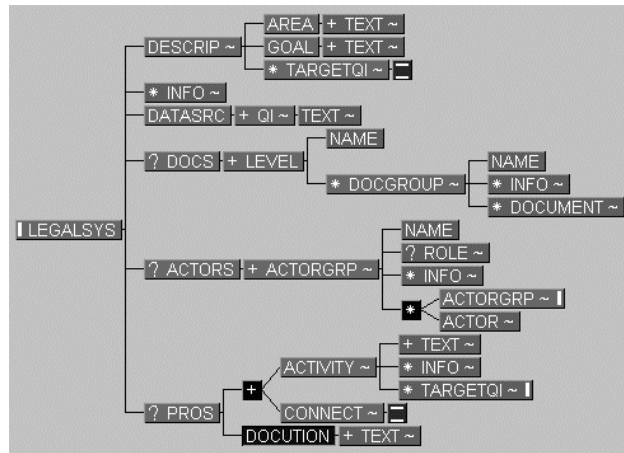 AREA + TEXT ~
DESCRIP ~ GOAL + TEXT ~
* TARGETQI ~
* INFO ~
DATASRC + QI ~ TEXT ~
NAME
? DOCS + LEVEL NAME
* DOCGROUP ~ * INFO ~
* DOCUMENT ~
LEGALSYS NAME
? ROLE ~
? ACTORS + ACTORGRP ~ * INFO ~
* ACTORGRP ~
ACTOR ~
+ TEXT ~
ACTIVITY ~ * INFO ~
+ * TARGETQI ~
? PROS CONNECT ~
DOCUTION + TEXT ~